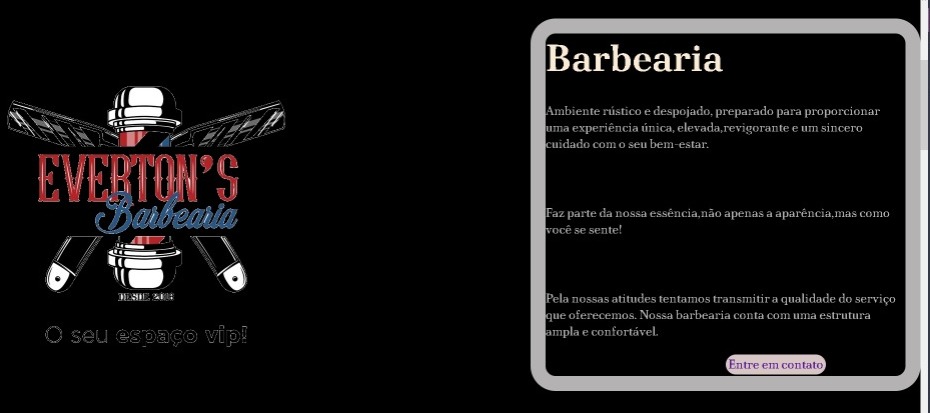 EVERTON'S
Barbearia
DESDE 2013
O seu espaço vip!
Barbearia
Ambiente rústico e despojado, preparado para proporcionar
uma experiência única, elevada,revigorante e um sincero
cuidado com o seu bem-estar.
Faz parte da nossa essência,não apenas a aparência,mas como
você se sente!
Pela nossas atitudes tentamos transmitir a qualidade do serviço
que oferecemos. Nossa barbearia conta com uma estrutura
ampla e confortável.
Entre em contato